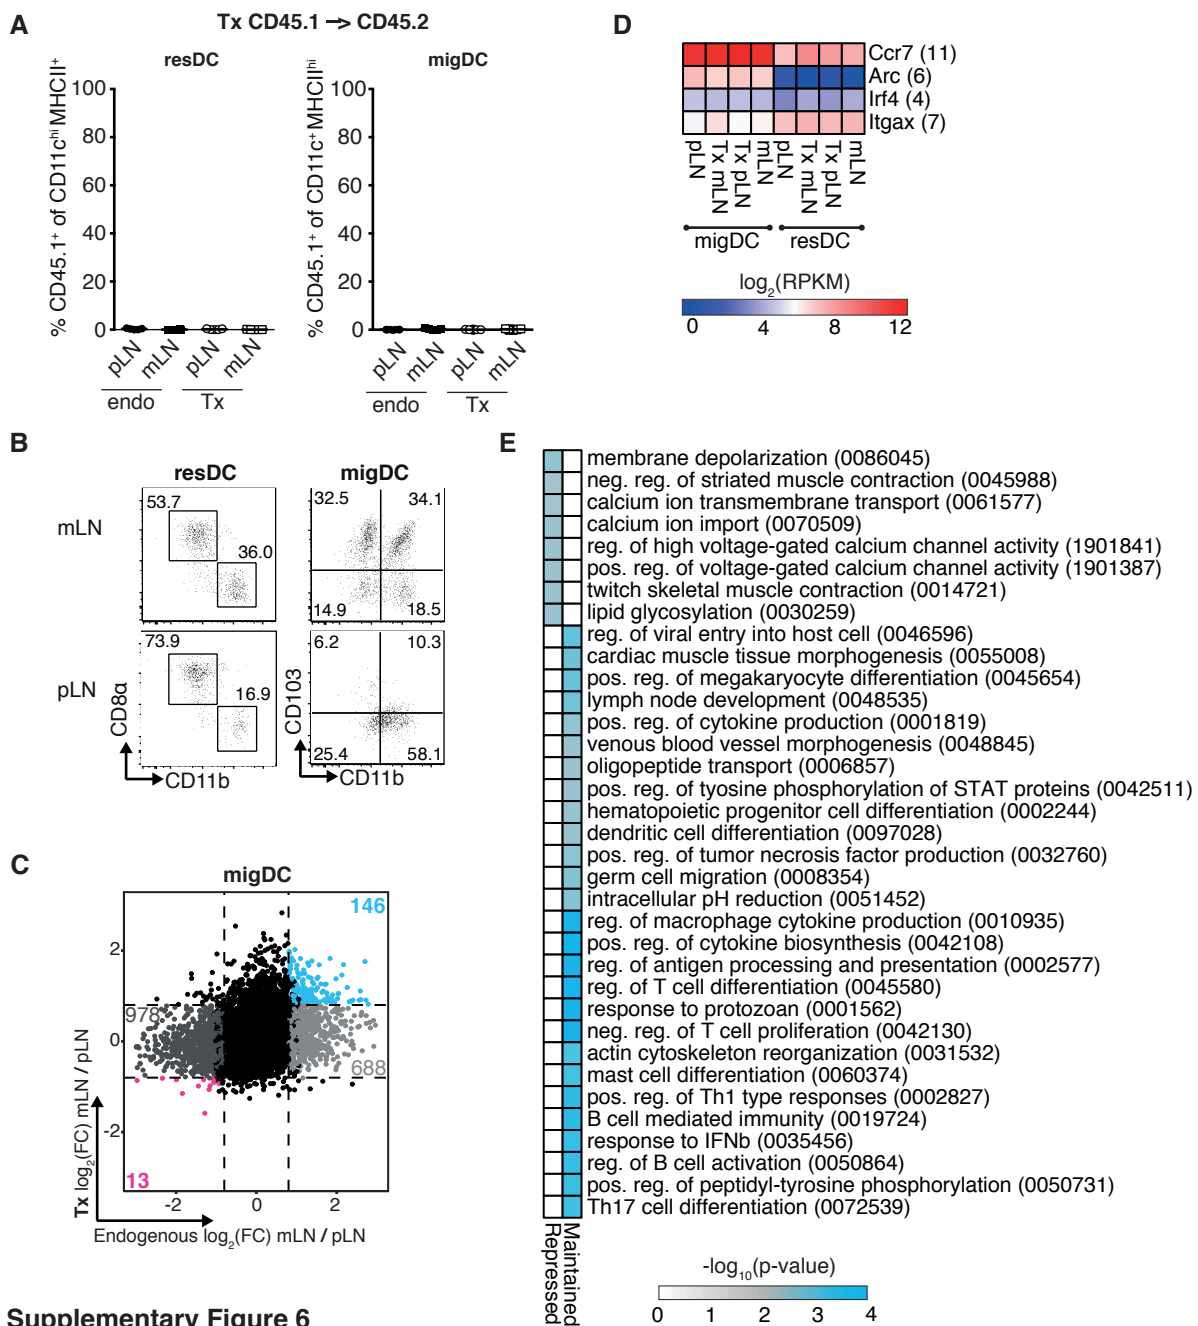 A
Tx CD45.1 → CD45.2
resDC
% CD45.1+ of CD11chi MHCII+
100
80
60
40
20
0
pLN
mLN
pLN
mLN
endo
Tx
migDC
% CD45.1+ of CD11c+ MHCIIhi
100
80
60
40
20
0
pLN
mLN
pLN
mLN
endo
Tx
D
Ccr7 (11)
Arc (6)
Irf4 (4)
Itgax (7)
pLN
Tx mLN
Tx pLN
mLN
pLN
Tx mLN
Tx pLN
mLN
migDC
resDC
log2(RPKM)
0 4 8 12
B
resDC
migDC
mLN
53.7
36.0
32.5
34.1
14.9
18.5
pLN
73.9
16.9
6.2
10.3
25.4
58.1
CD8α
CD11b
CD103
CD11b
C
migDC
146
978
688
13
2
0
-2
-2 0 2
Tx log2(FC) mLN / pLN
Endogenous log2(FC) mLN / pLN
E
membrane depolarization (0086045)
neg. reg. of striated muscle contraction (0045988)
calcium ion transmembrane transport (0061577)
calcium ion import (0070509)
reg. of high voltage-gated calcium channel activity (1901841)
pos. reg. of voltage-gated calcium channel activity (1901387)
twitch skeletal muscle contraction (0014721)
lipid glycosylation (0030259)
reg. of viral entry into host cell (0046596)
cardiac muscle tissue morphogenesis (0055008)
pos. reg. of megakaryocyte differentiation (0045654)
lymph node development (0048535)
pos. reg. of cytokine production (0001819)
venous blood vessel morphogenesis (0048845)
oligopeptide transport (0006857)
pos. reg. of tyosine phosphorylation of STAT proteins (0042511)
hematopoietic progenitor cell differentiation (0002244)
dendritic cell differentiation (0097028)
pos. reg. of tumor necrosis factor production (0032760)
germ cell migration (0008354)
intracellular pH reduction (0051452)
reg. of macrophage cytokine production (0010935)
pos. reg. of cytokine biosynthesis (0042108)
reg. of antigen processing and presentation (0002577)
reg. of T cell differentiation (0045580)
response to protozoan (0001562)
neg. reg. of T cell proliferation (0042130)
actin cytoskeleton reorganization (0031532)
mast cell differentiation (0060374)
pos. reg. of Th1 type responses (0002827)
B cell mediated immunity (0019724)
response to IFNb (0035456)
reg. of B cell activation (0050864)
pos. reg. of peptidyl-tyrosine phosphorylation (0050731)
Th17 cell differentiation (0072539)
Repressed
Maintained
-log10(p-value)
0 1 2 3 4
Supplementary Figure 6